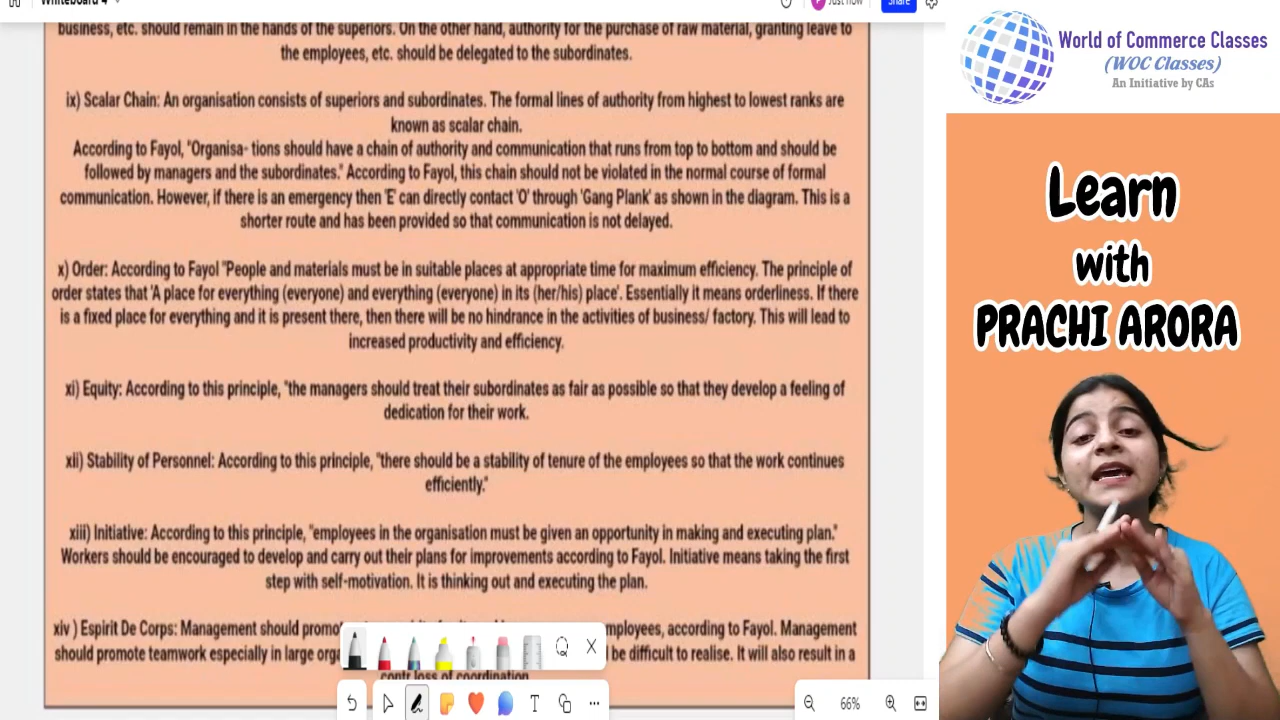 Whiteboard 4
Just now
Share
business, etc. should remain in the hands of the superiors. On the other hand, authority for the purchase of raw material, granting leave to
the employees, etc. should be delegated to the subordinates.
ix) Scalar Chain: An organisation consists of superiors and subordinates. The formal lines of authority from highest to lowest ranks are
known as scalar chain.
According to Fayol, "Organisa- tions should have a chain of authority and communication that runs from top to bottom and should be
followed by managers and the subordinates." According to Fayol, this chain should not be violated in the normal course of formal
communication. However, if there is an emergency then 'E' can directly contact 'O' through 'Gang Plank' as shown in the diagram. This is a
shorter route and has been provided so that communication is not delayed.
x) Order: According to Fayol "People and materials must be in suitable places at appropriate time for maximum efficiency. The principle of
order states that 'A place for everything (everyone) and everything (everyone) in its (her/his) place'. Essentially it means orderliness. If there
is a fixed place for everything and it is present there, then there will be no hindrance in the activities of business/ factory. This will lead to
increased productivity and efficiency.
xi) Equity: According to this principle, "the managers should treat their subordinates as fair as possible so that they develop a feeling of
dedication for their work.
xii) Stability of Personnel: According to this principle, "there should be a stability of tenure of the employees so that the work continues
efficiently."
xiii) Initiative: According to this principle, "employees in the organisation must be given an opportunity in making and executing plan."
Workers should be encouraged to develop and carry out their plans for improvements according to Fayol. Initiative means taking the first
step with self-motivation. It is thinking out and executing the plan.
xiv ) Espirit De Corps: Management should promo mployees, according to Fayol. Management
should promote teamwork especially in large orga be difficult to realise. It will also result in a
loss of coordination
T
66%
World of Commerce Classes
(WOC Classes)
An Initiative by CAs
Learn
with
PRACHI ARORA